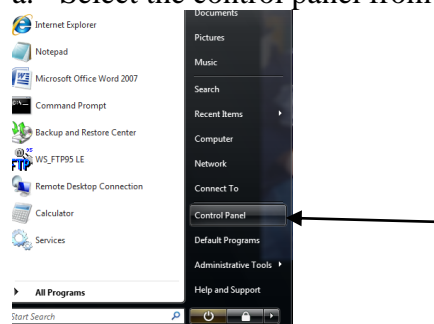 a. Select the control panel from
Internet Explorer
Notepad
Microsoft Office Word 2007
Command Prompt
Backup and Restore Center
WS_FTP95 LE
Remote Desktop Connection
Calculator
Services
All Programs
Start Search
Documents
Pictures
Music
Search
Recent Items
Computer
Network
Connect To
Control Panel
Default Programs
Administrative Tools
Help and Support